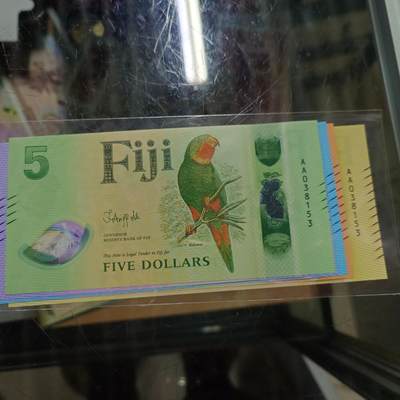 5
Fiji
GOVERNOR
RESERVE BANK OF FIJI
This Note is Legal Tender in Fiji for
FIVE DOLLARS
AA038153
AA038153